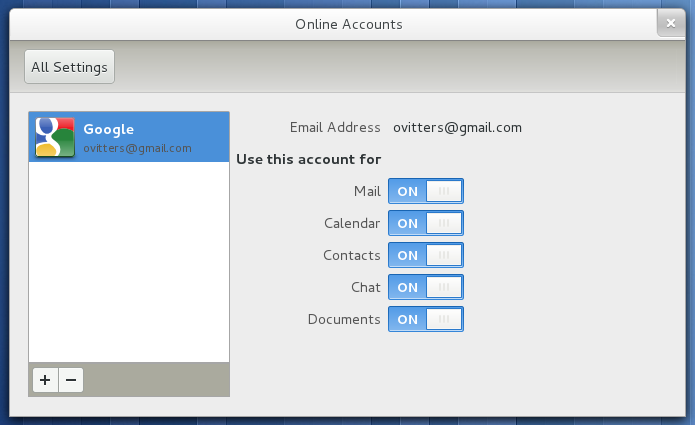 Online Accounts
All Settings
Google
ovitters@gmail.com
Email Address ovitters@gmail.com
Use this account for
Mail ON
Calendar ON
Contacts ON
Chat ON
Documents ON